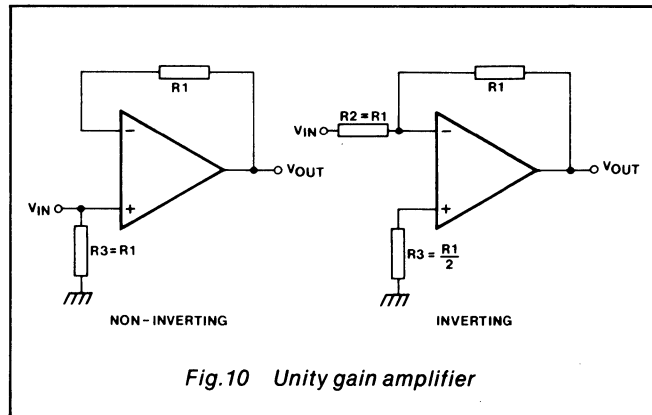 R1
VIN
VOUT
R3=R1
NON-INVERTING
R1
R2=R1
VIN
VOUT
R3=R1/2
INVERTING
Fig.10 Unity gain amplifier